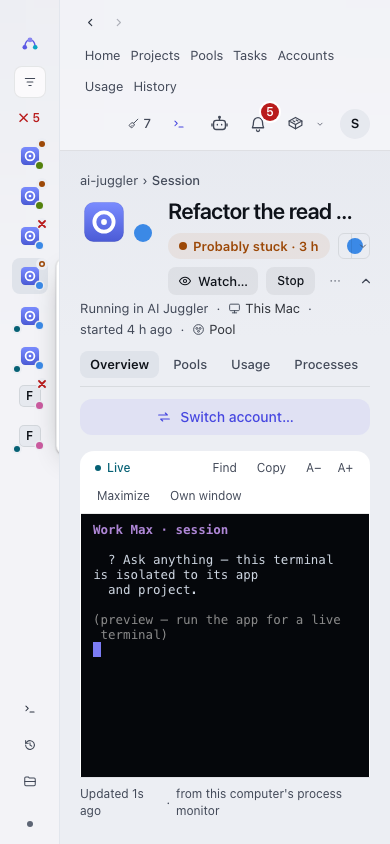 Home Projects Pools Tasks Accounts
Usage History
7
5
S
5
ai-juggler › Session
Refactor the read ...
Probably stuck · 3 h
Watch...
Stop
Running in AI Juggler · This Mac ·
started 4 h ago · Pool
Overview Pools Usage Processes
Switch account...
Live Find Copy A− A+
Maximize Own window
Work Max · session
? Ask anything — this terminal
is isolated to its app
and project.
(preview — run the app for a live
terminal)
F
F
Updated 1s ago · from this computer's process monitor